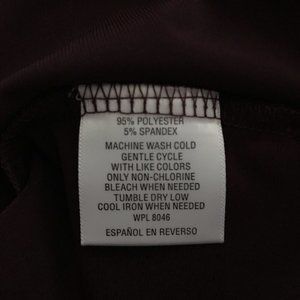 95% POLYESTER
5% SPANDEX
MACHINE WASH COLD
GENTLE CYCLE
WITH LIKE COLORS
ONLY NON-CHLORINE
BLEACH WHEN NEEDED
TUMBLE DRY LOW
COOL IRON WHEN NEEDED
WPL 8046
ESPAÑOL EN REVERSO